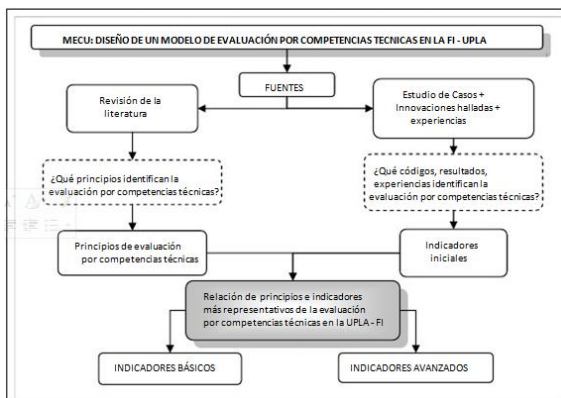 MECU: DISEÑO DE UN MODELO DE EVALUACIÓN POR COMPETENCIAS TECNICAS EN LA FI - UPLA
FUENTES
Revisión de la
literatura
Estudio de Casos +
Innovaciones halladas +
experiencias
¿Qué principios identifican la
evaluación por competencias técnicas?
¿Qué códigos, resultados,
experiencias identifican la
evaluación por competencias técnicas?
Principios de evaluación
por competencias técnicas
Indicadores
iniciales
Relación de principios e indicadores
más representativos de la evaluación
por competencias técnicas en la UPLA - FI
INDICADORES BÁSICOS
INDICADORES AVANZADOS